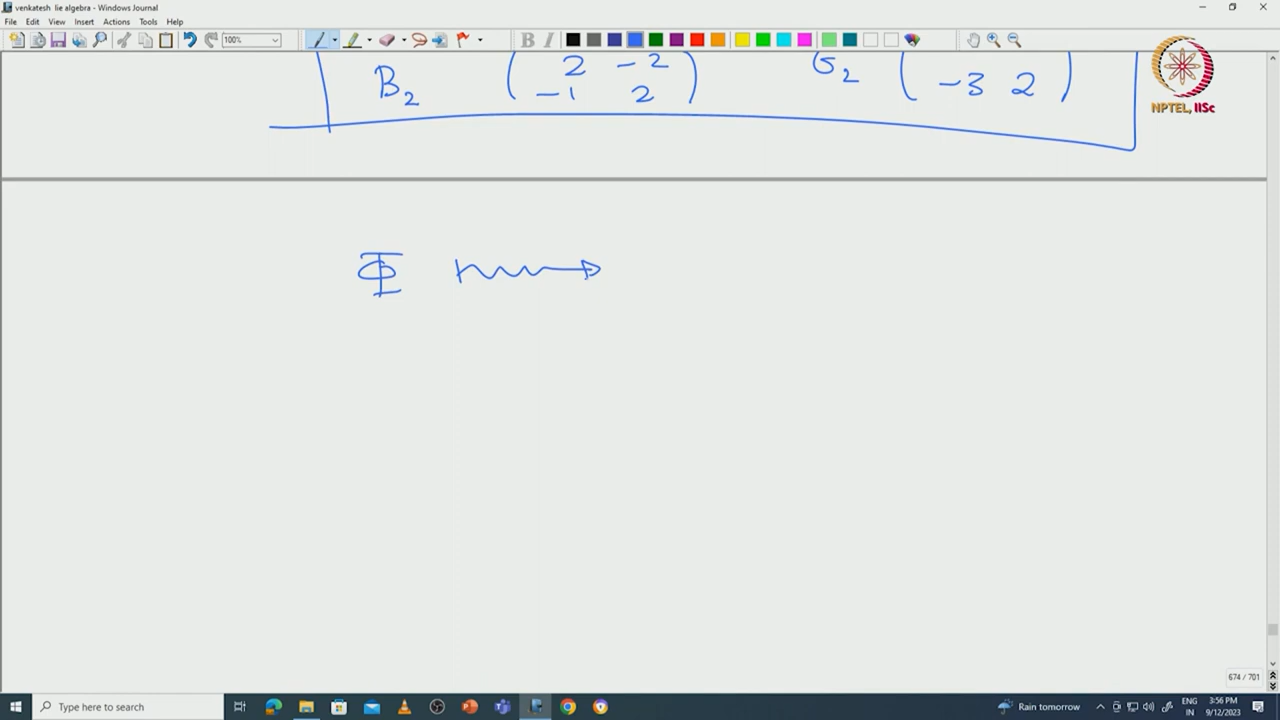 venkatesh lie algebra - Windows Journal
File Edit View Insert Actions Tools Help
100%
B I
B₂ ( 2 -2 G₂ (
-1 2 ) -3 2 )
NPTEL, IISc
Φ
674 / 701
Type here to search
Rain tomorrow
ENG
IN
3:56 PM
9/12/2023